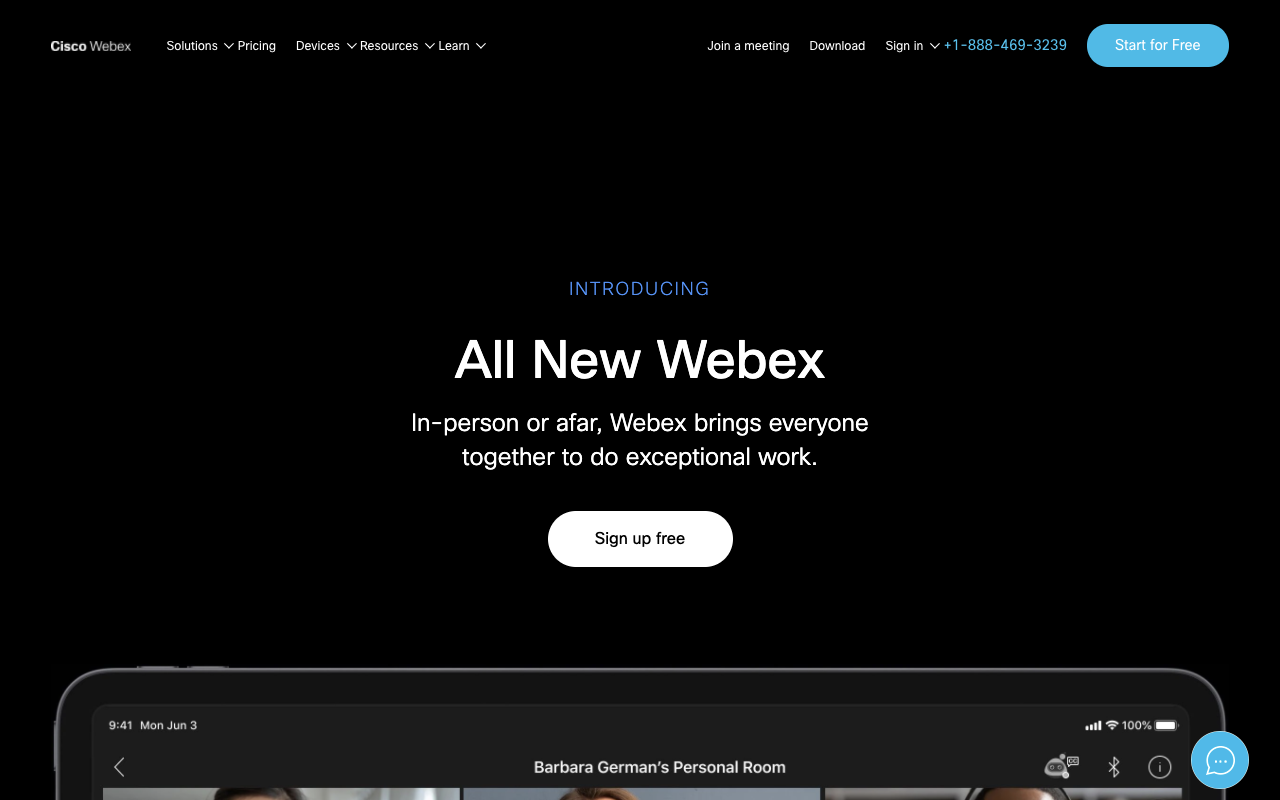 Cisco Webex Solutions Pricing Devices Resources Learn Join a meeting Download Sign in +1-888-469-3239 Start for Free
INTRODUCING
All New Webex
In-person or afar, Webex brings everyone
together to do exceptional work.
Sign up free
9:41 Mon Jun 3 100%
Barbara German's Personal Room CC